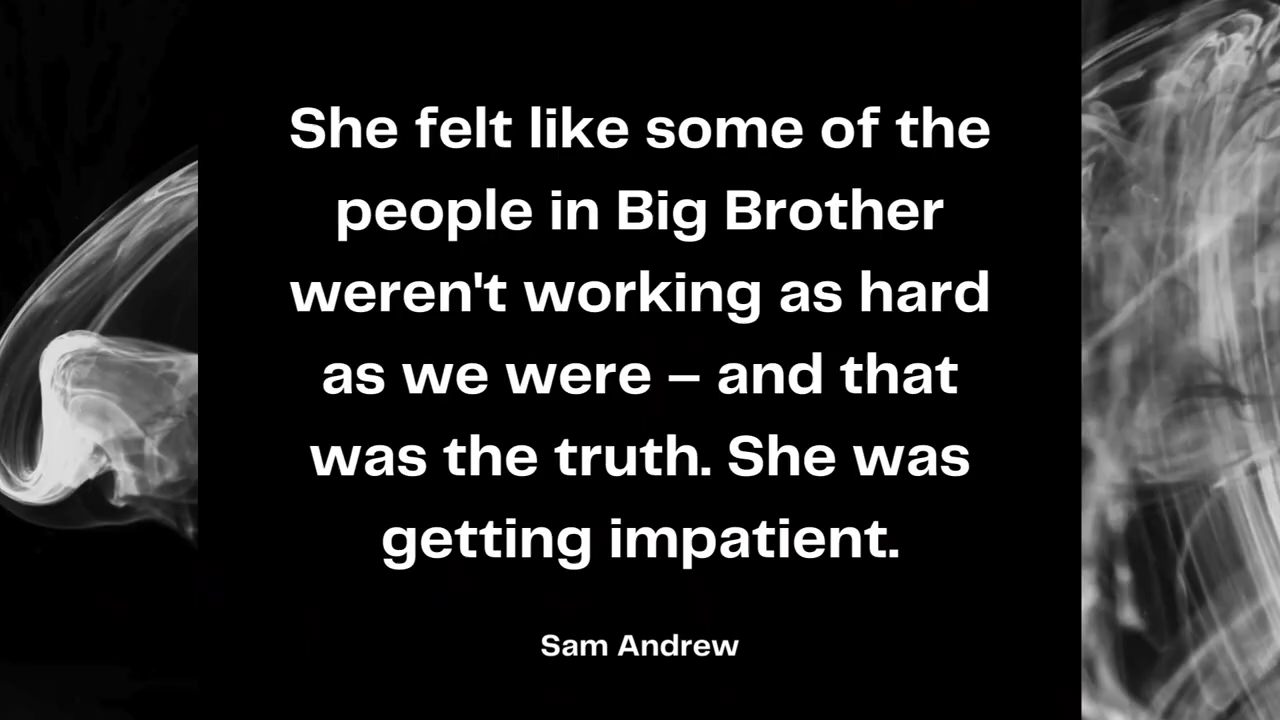 She felt like some of the
people in Big Brother
weren't working as hard
as we were – and that
was the truth. She was
getting impatient.
Sam Andrew